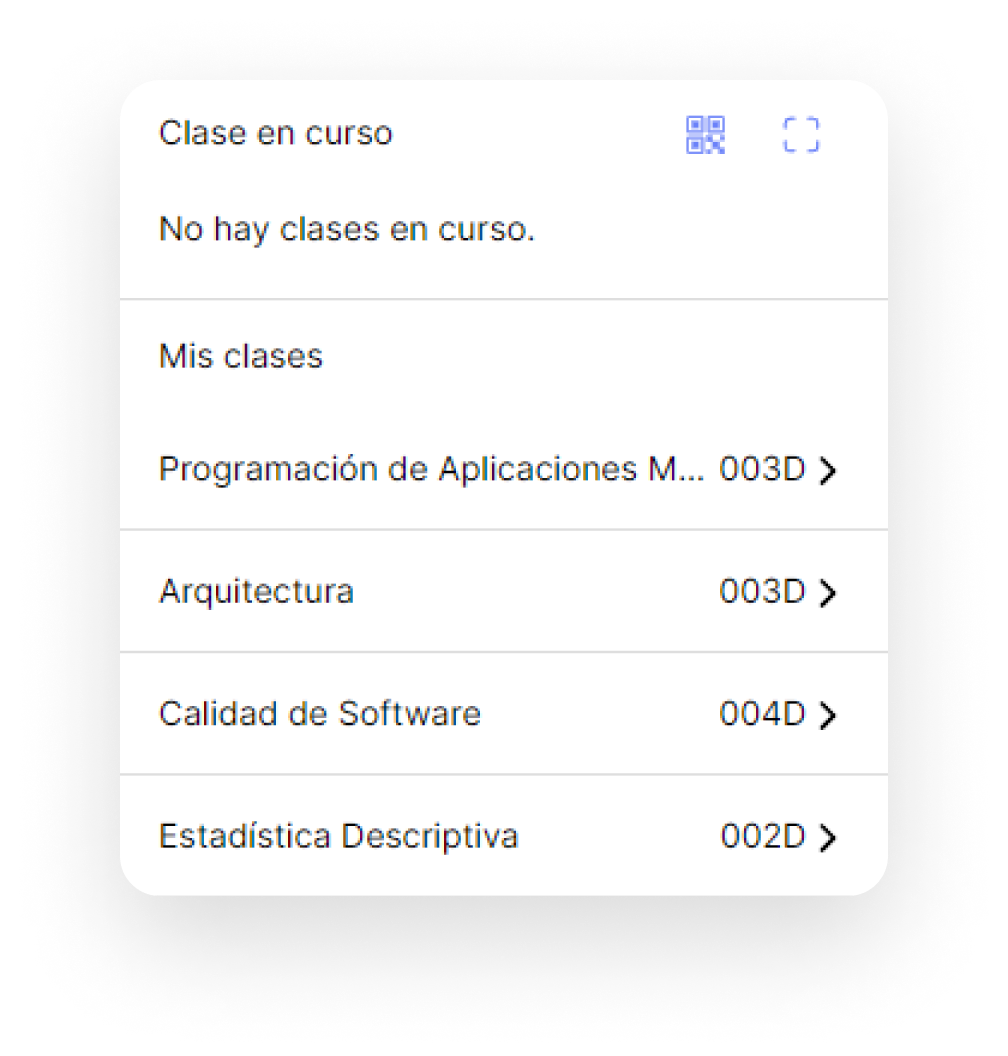 Clase en curso
No hay clases en curso.
Mis clases
Programación de Aplicaciones M... 003D
Arquitectura 003D
Calidad de Software 004D
Estadística Descriptiva 002D